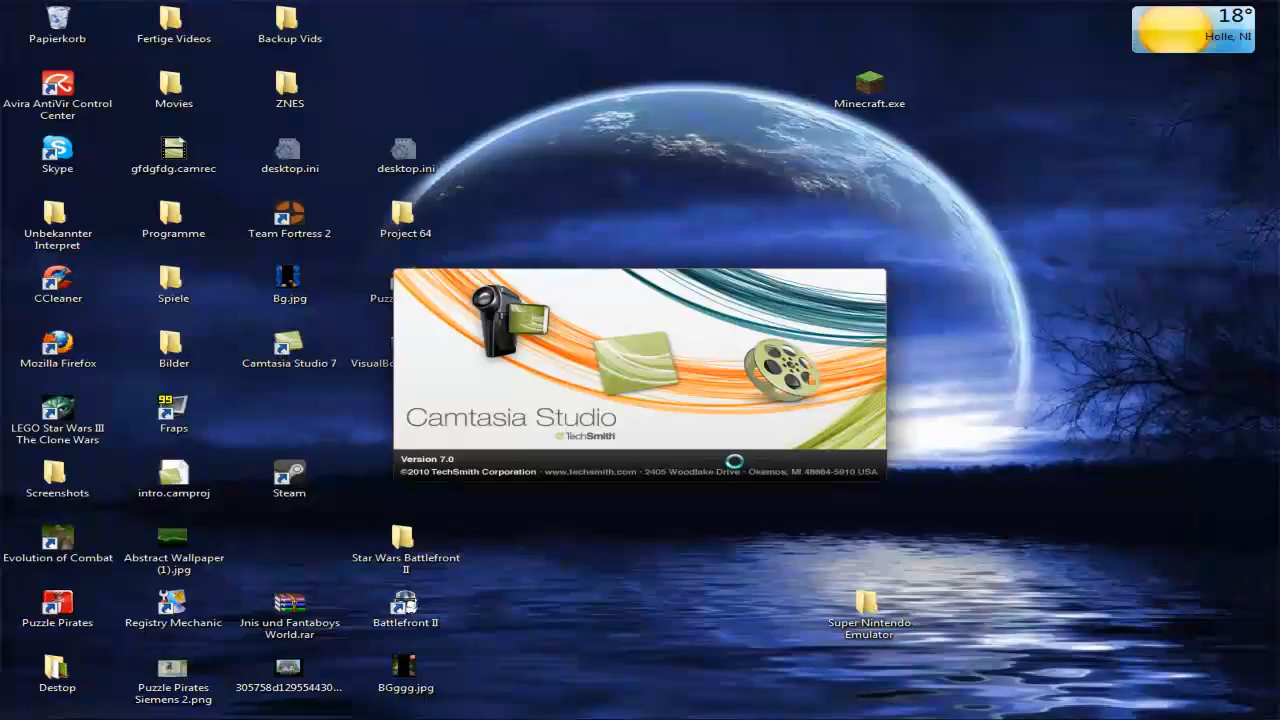 18°
Holle, NI
Papierkorb
Fertige Videos
Backup Vids
Minecraft.exe
Avira AntiVir Control
Center
Movies
ZNES
Skype
gfdgfdg.camrec
desktop.ini
desktop.ini
Unbekannter
Interpret
Programme
Team Fortress 2
Project 64
CCleaner
Spiele
Bg.jpg
Puzz
Mozilla Firefox
Bilder
Camtasia Studio 7
VisualBo
99
LEGO Star Wars III
The Clone Wars
Fraps
Camtasia Studio
TechSmith
Version 7.0
©2010 TechSmith Corporation · www.techsmith.com · 2405 Woodlake Drive · Okemos, MI 48864-5910 USA
Screenshots
intro.camproj
Steam
Evolution of Combat
Abstract Wallpaper
(1).jpg
Star Wars Battlefront
II
Puzzle Pirates
Registry Mechanic
Jnis und Fantaboys
World.rar
Battlefront II
Super Nintendo
Emulator
Destop
Puzzle Pirates
Siemens 2.png
305758d129554430...
BGggg.jpg